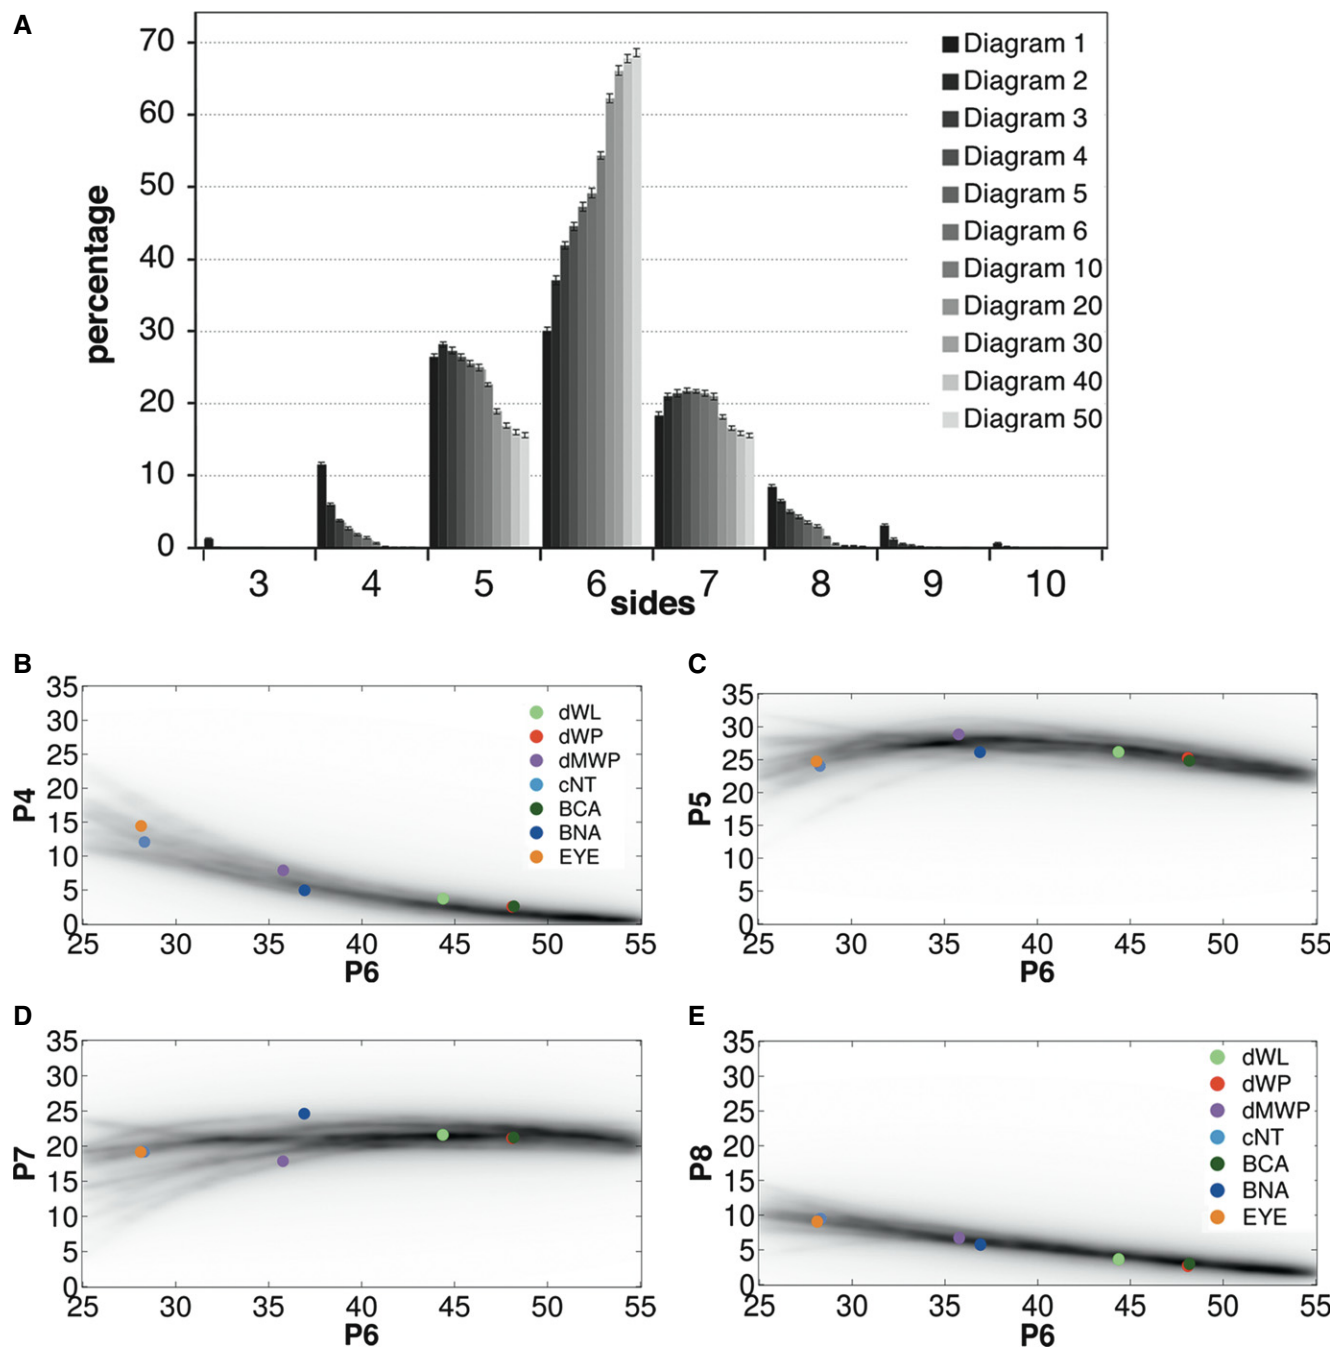 A
percentage
70
60
50
40
30
20
10
0
Diagram 1
Diagram 2
Diagram 3
Diagram 4
Diagram 5
Diagram 6
Diagram 10
Diagram 20
Diagram 30
Diagram 40
Diagram 50
3 4 5 6 7 8 9 10
sides
B
P4
35
30
25
20
15
10
5
0
dWL
dWP
dMWP
cNT
BCA
BNA
EYE
25 30 35 40 45 50 55
P6
C
P5
35
30
25
20
15
10
5
0
25 30 35 40 45 50 55
P6
D
P7
35
30
25
20
15
10
5
0
25 30 35 40 45 50 55
P6
E
P8
35
30
25
20
15
10
5
0
dWL
dWP
dMWP
cNT
BCA
BNA
EYE
25 30 35 40 45 50 55
P6